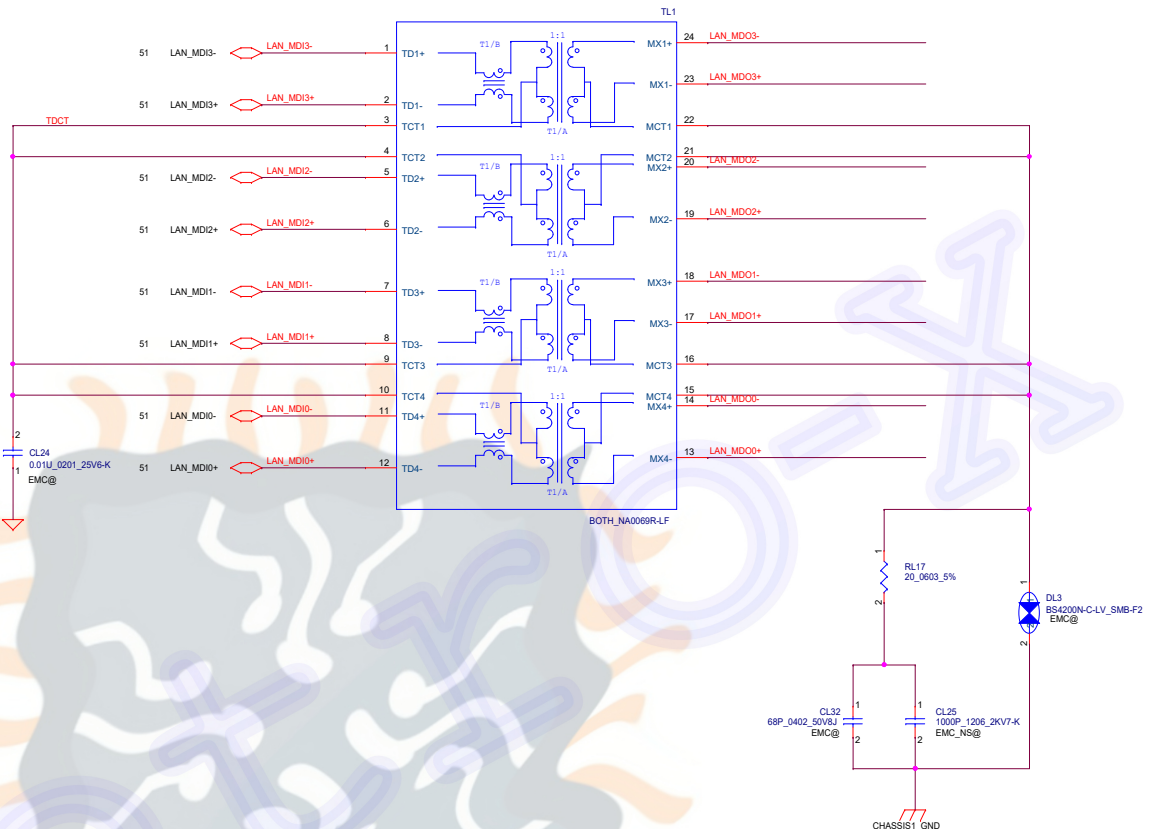 TL1
51 LAN_MDI3- LAN_MDI3- 1 TD1+ T1/B 1:1 MX1+ 24 LAN_MDO3-
MX1- 23 LAN_MDO3+
51 LAN_MDI3+ LAN_MDI3+ 2 TD1-
TDCT 3 TCT1 T1/A MCT1 22
4 TCT2 T1/B 1:1 MCT2 21
MX2+ 20 LAN_MDO2-
51 LAN_MDI2- LAN_MDI2- 5 TD2+
MX2- 19 LAN_MDO2+
51 LAN_MDI2+ LAN_MDI2+ 6 TD2-
T1/A
1:1
51 LAN_MDI1- LAN_MDI1- 7 TD3+ T1/B MX3+ 18 LAN_MDO1-
MX3- 17 LAN_MDO1+
51 LAN_MDI1+ LAN_MDI1+ 8 TD3-
9 TCT3 T1/A MCT3 16
10 TCT4 1:1 MCT4 15
T1/B MX4+ 14 LAN_MDO0-
51 LAN_MDI0- LAN_MDI0- 11 TD4+
MX4- 13 LAN_MDO0+
51 LAN_MDI0+ LAN_MDI0+ 12 TD4-
T1/A
BOTH_NA0069R-LF
2
CL24
0.01U_0201_25V6-K
1
EMC@
1
RL17
20_0603_5%
2
1
DL3
BS4200N-C-LV_SMB-F2
EMC@
2
1
CL32
68P_0402_50V8J
EMC@
2
1
CL25
1000P_1206_2KV7-K
EMC_NS@
2
CHASSIS1_GND